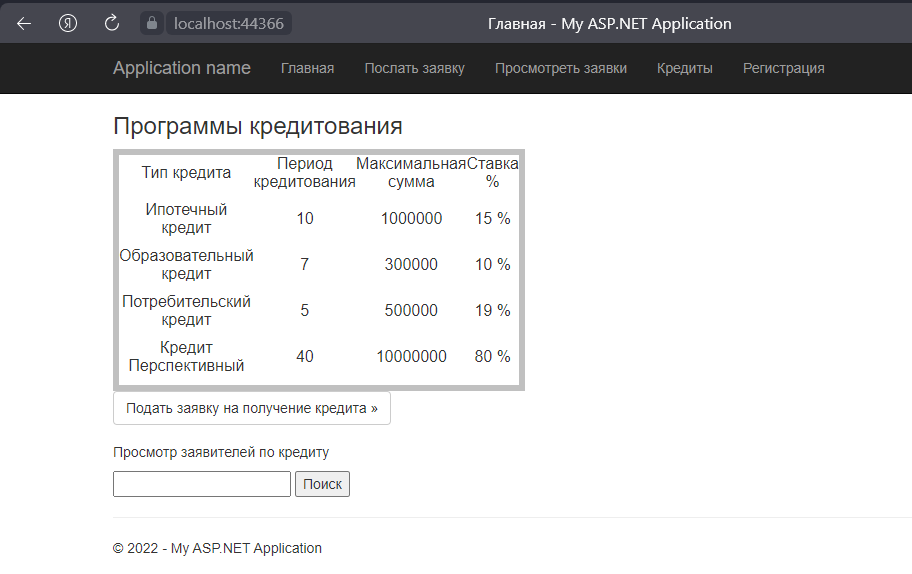 Я localhost:44366 Главная - My ASP.NET Application
Application name Главная Послать заявку Просмотреть заявки Кредиты Регистрация
Программы кредитования
Тип кредита Период кредитования Максимальная сумма Ставка %
Ипотечный кредит 10 1000000 15 %
Образовательный кредит 7 300000 10 %
Потребительский кредит 5 500000 19 %
Кредит Перспективный 40 10000000 80 %
Подать заявку на получение кредита »
Просмотр заявителей по кредиту
Поиск
© 2022 - My ASP.NET Application